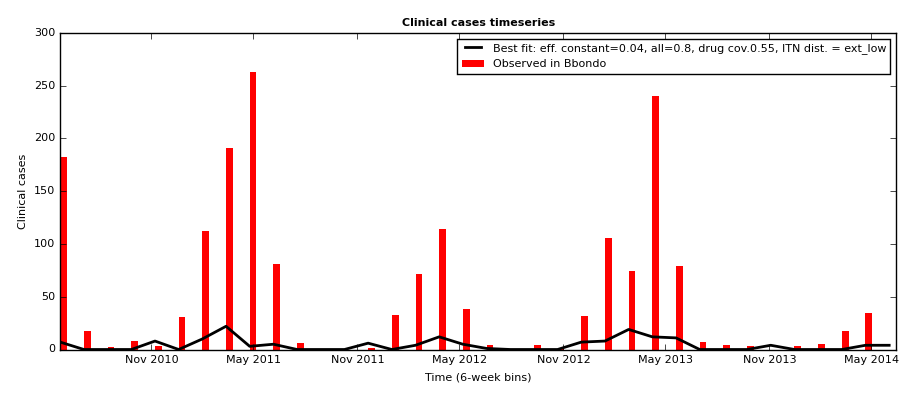 Clinical cases timeseries
Best fit: eff. constant=0.04, all=0.8, drug cov.0.55, ITN dist. = ext_low
Observed in Bbondo
Clinical cases
300
250
200
150
100
50
0
Nov 2010 May 2011 Nov 2011 May 2012 Nov 2012 May 2013 Nov 2013 May 2014
Time (6-week bins)